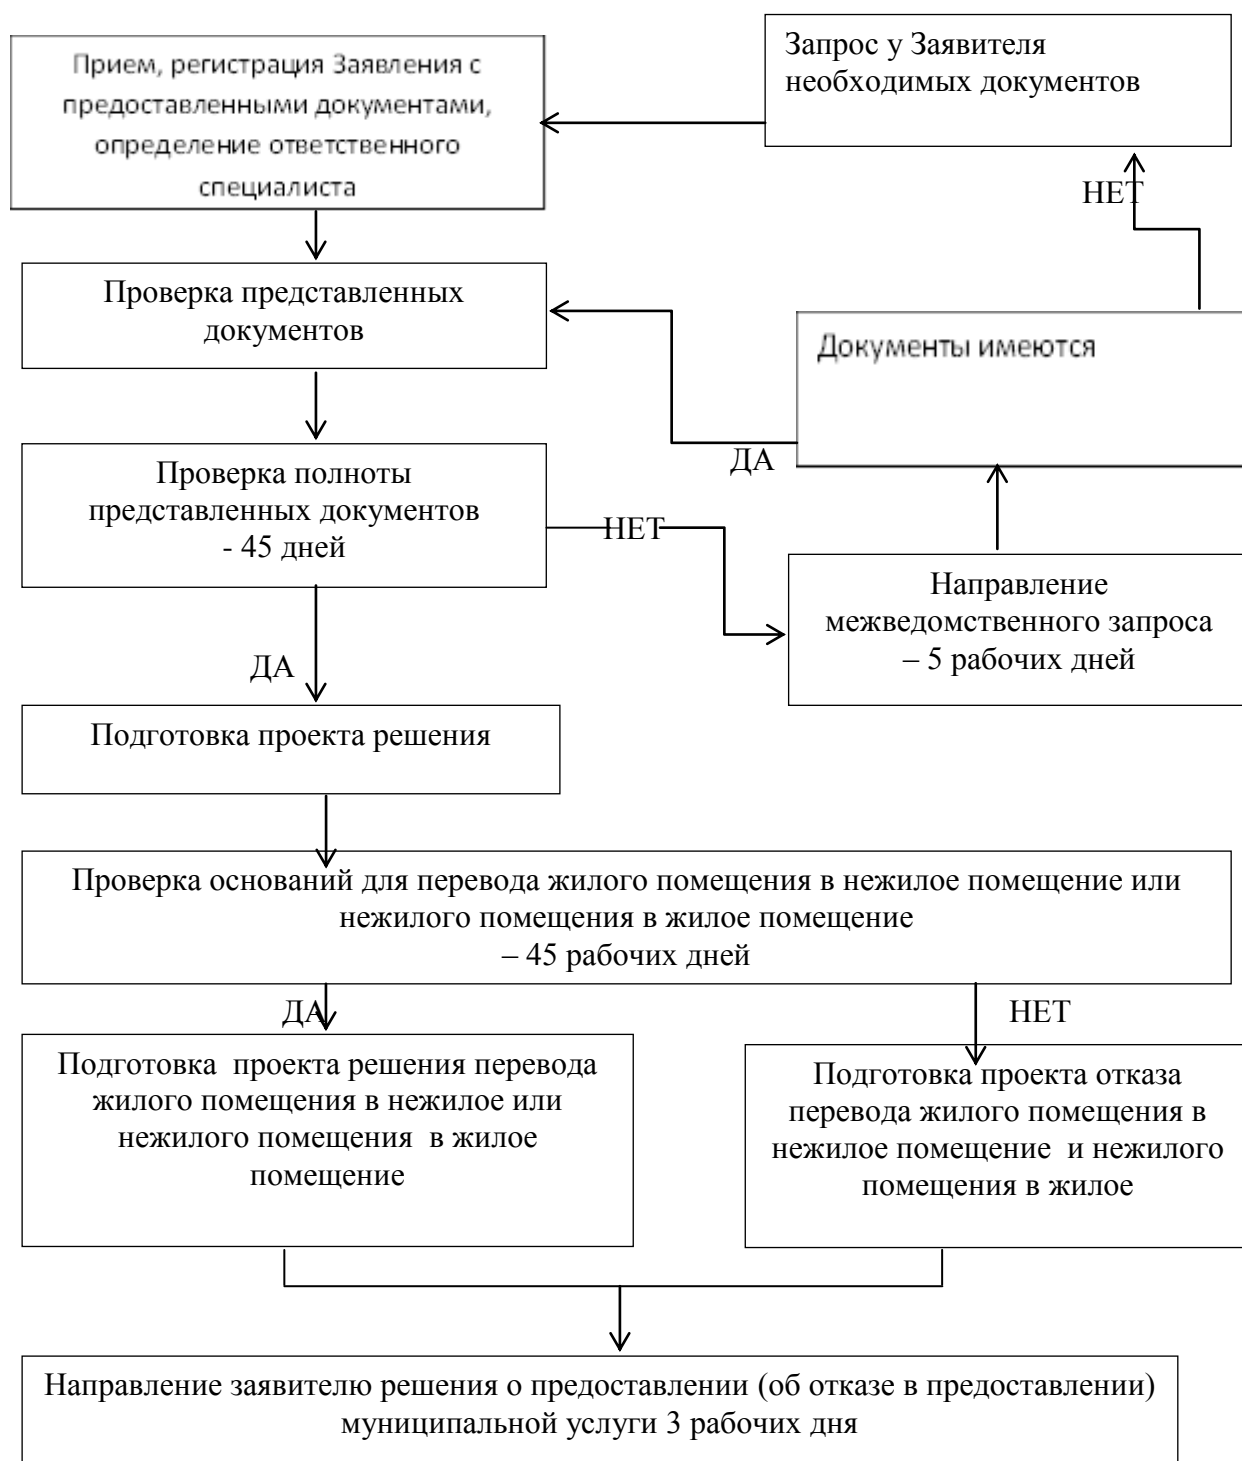 Прием, регистрация Заявления с
предоставленными документами,
определение ответственного
специалиста
Запрос у Заявителя
необходимых документов
НЕТ
Проверка представленных
документов
Документы имеются
ДА
Проверка полноты
представленных документов
- 45 дней
НЕТ
Направление
межведомственного запроса
– 5 рабочих дней
ДА
Подготовка проекта решения
Проверка оснований для перевода жилого помещения в нежилое помещение или
нежилого помещения в жилое помещение
– 45 рабочих дней
ДА
НЕТ
Подготовка  проекта решения перевода
жилого помещения в нежилое или
нежилого помещения  в жилое
помещение
Подготовка проекта отказа
перевода жилого помещения в
нежилое помещение  и нежилого
помещения в жилое
Направление заявителю решения о предоставлении (об отказе в предоставлении)
муниципальной услуги 3 рабочих дня